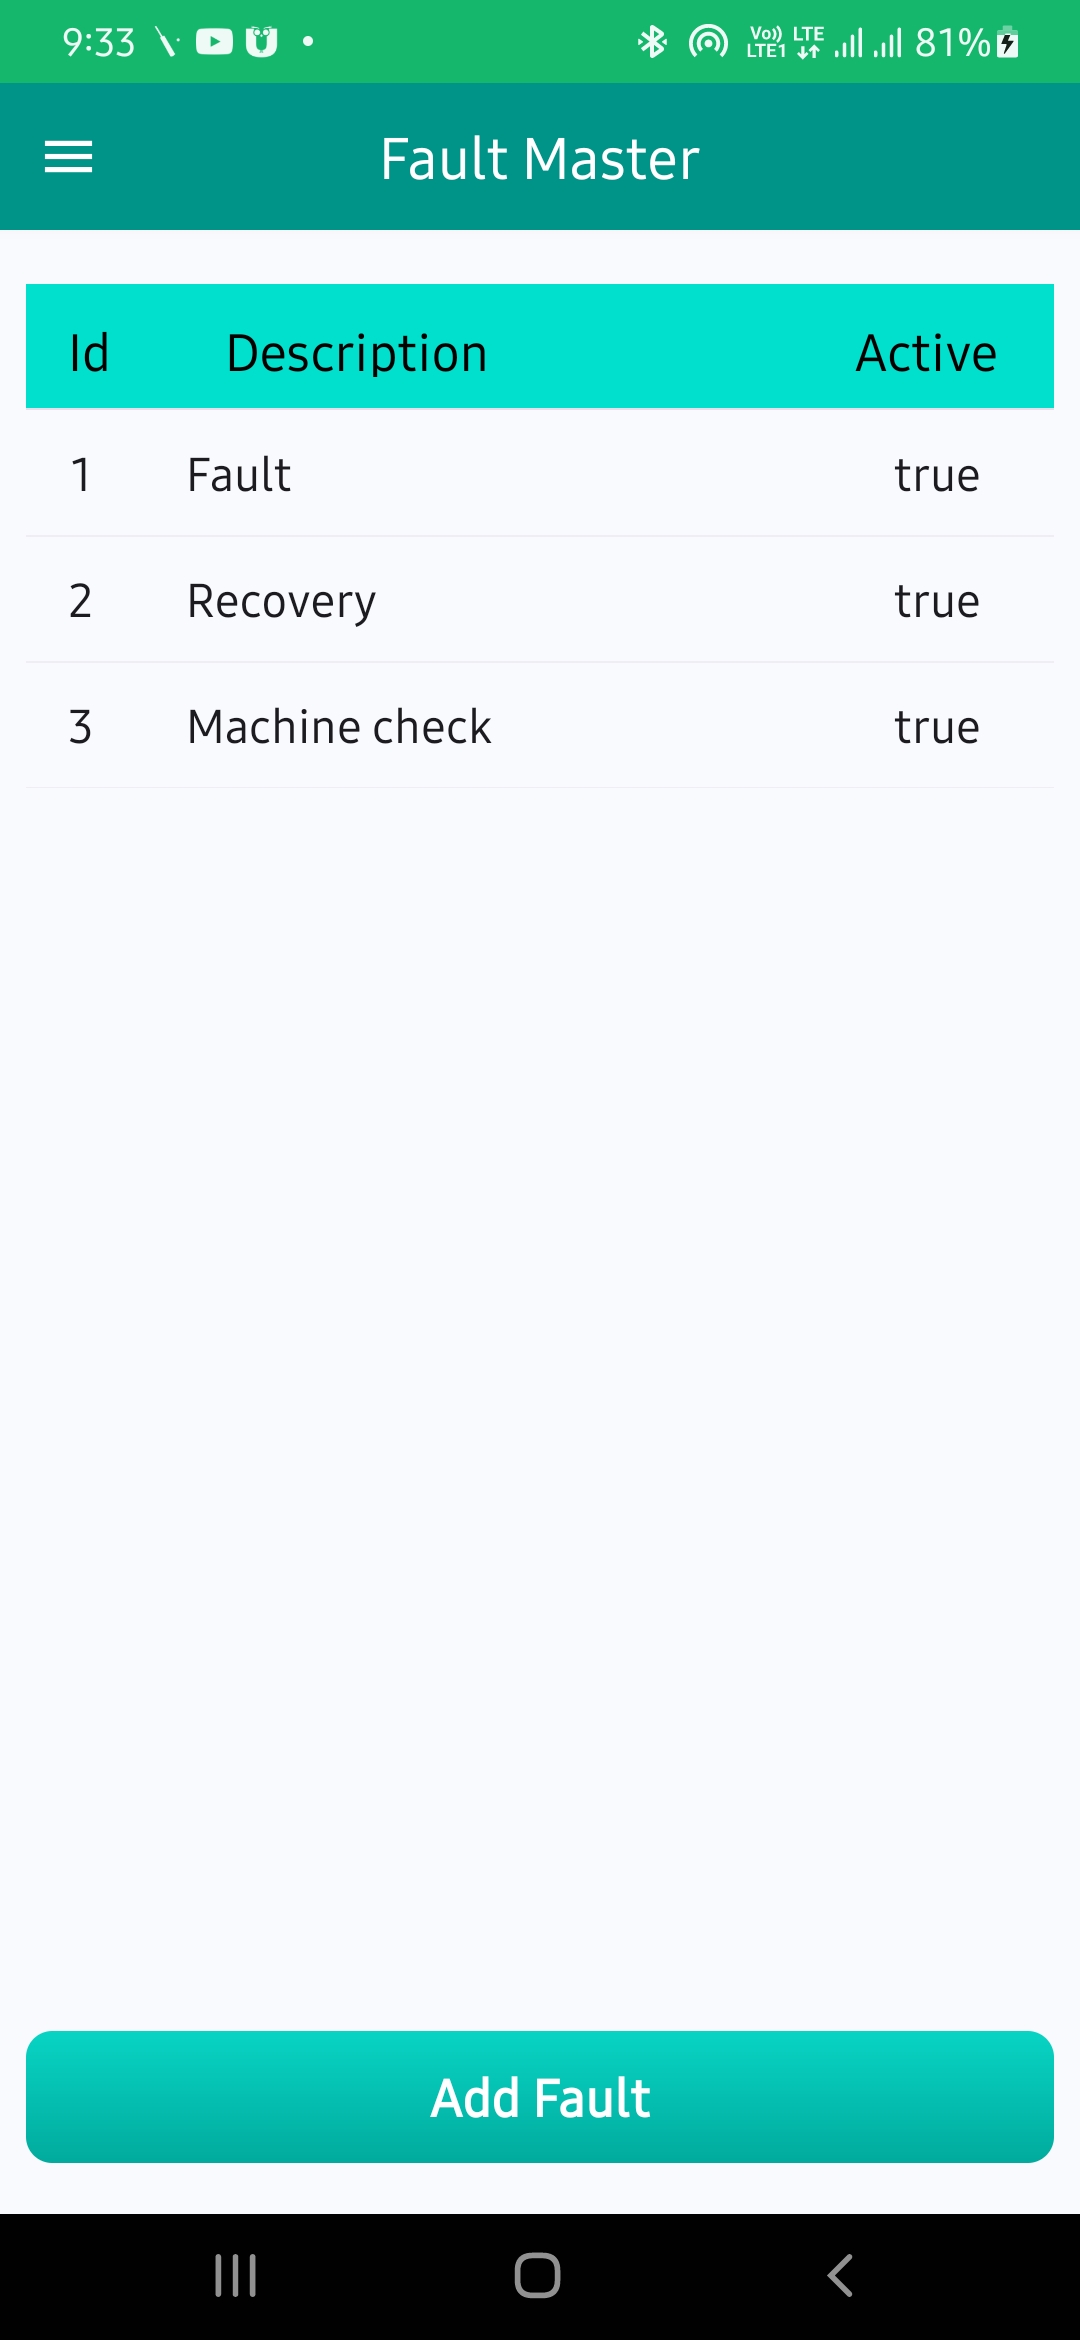 9:33 Vo)) LTE1 LTE 81%
Fault Master
Id Description Active
1 Fault true
2 Recovery true
3 Machine check true
Add Fault